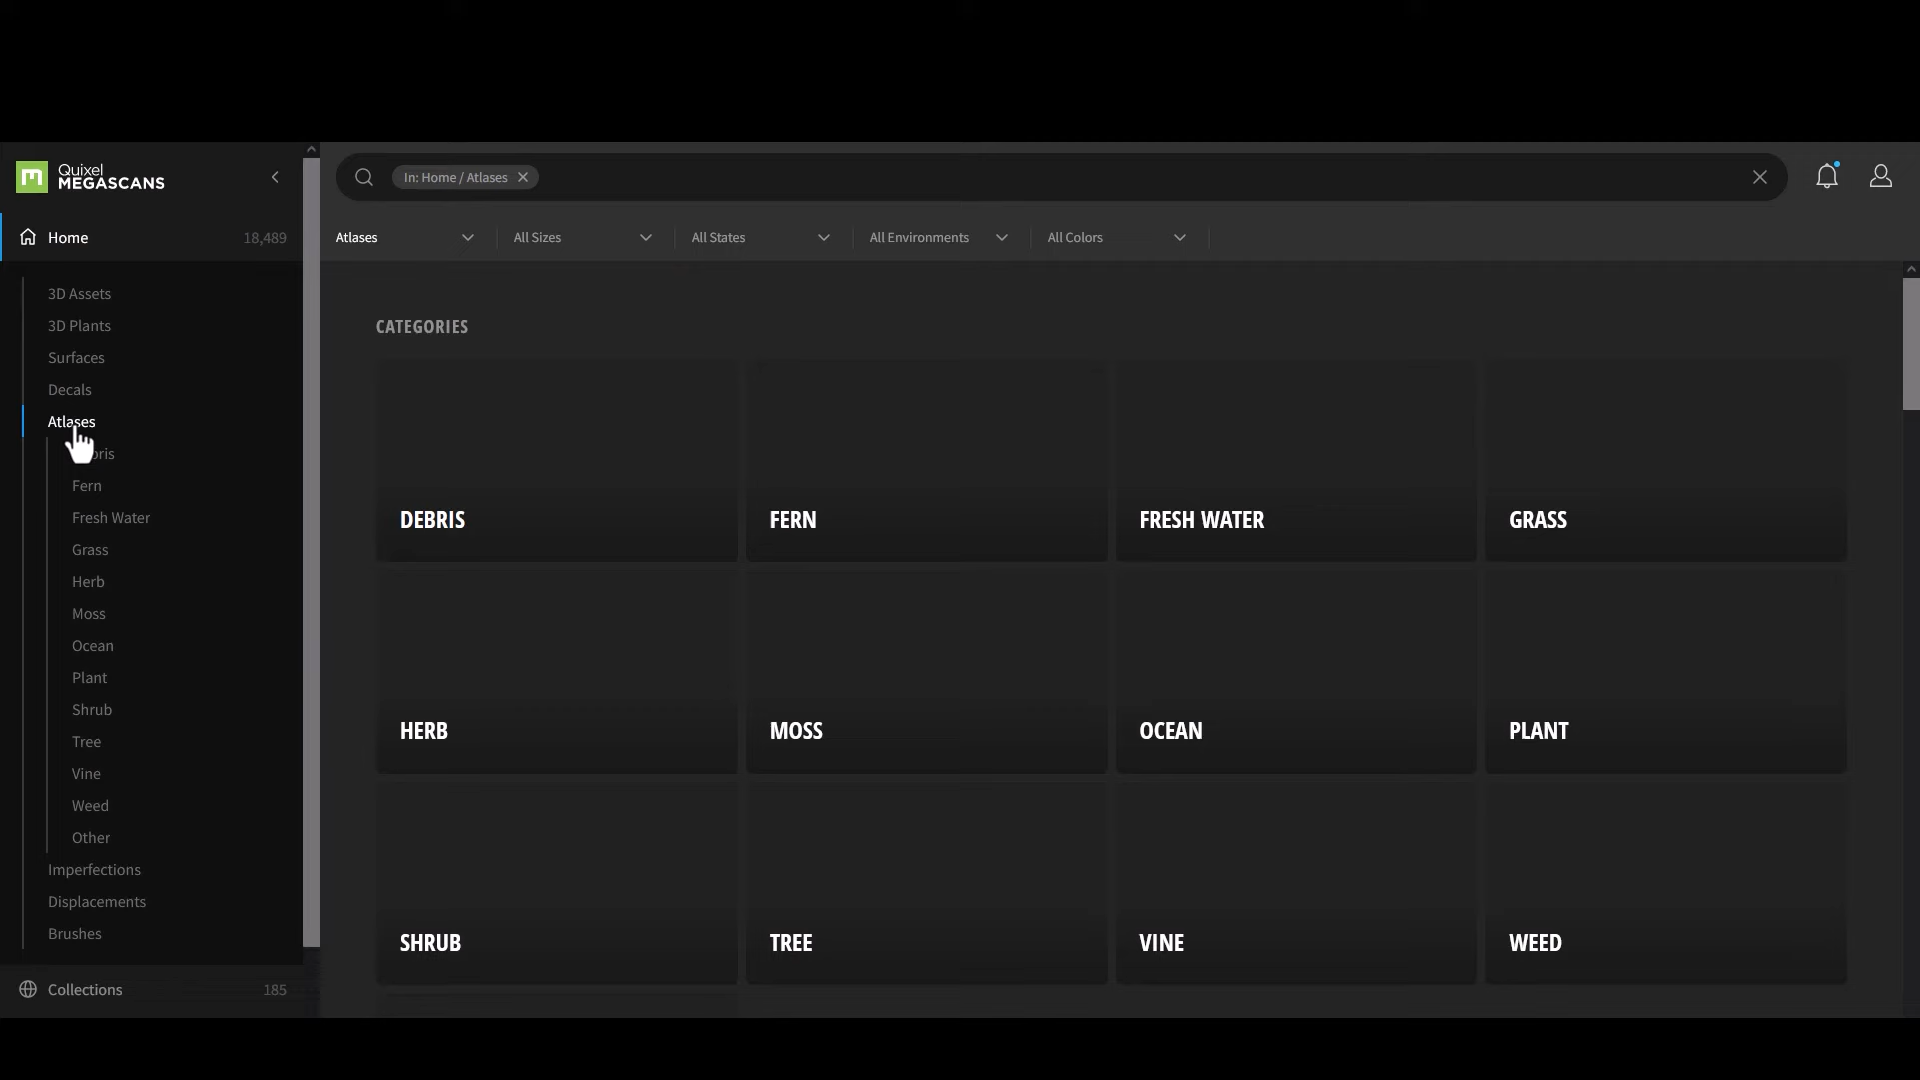 Quixel
MEGASCANS
In: Home / Atlases
Home 18,489
Atlases
All Sizes
All States
All Environments
All Colors
3D Assets
3D Plants
Surfaces
Decals
Atlases
Fern
Fresh Water
Grass
Herb
Moss
Ocean
Plant
Shrub
Tree
Vine
Weed
Other
Imperfections
Displacements
Brushes
Collections 185
CATEGORIES
DEBRIS
FERN
FRESH WATER
GRASS
HERB
MOSS
OCEAN
PLANT
SHRUB
TREE
VINE
WEED